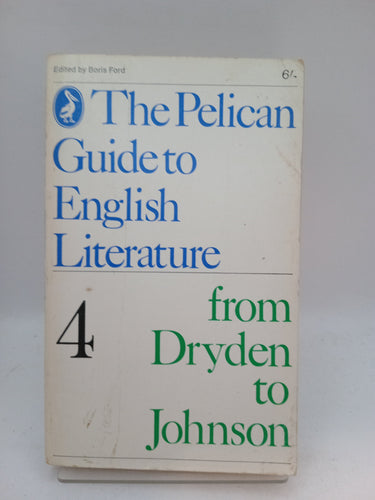 Edited by Boris Ford
6/-
The Pelican
Guide to
English
Literature
4
from
Dryden
to
Johnson